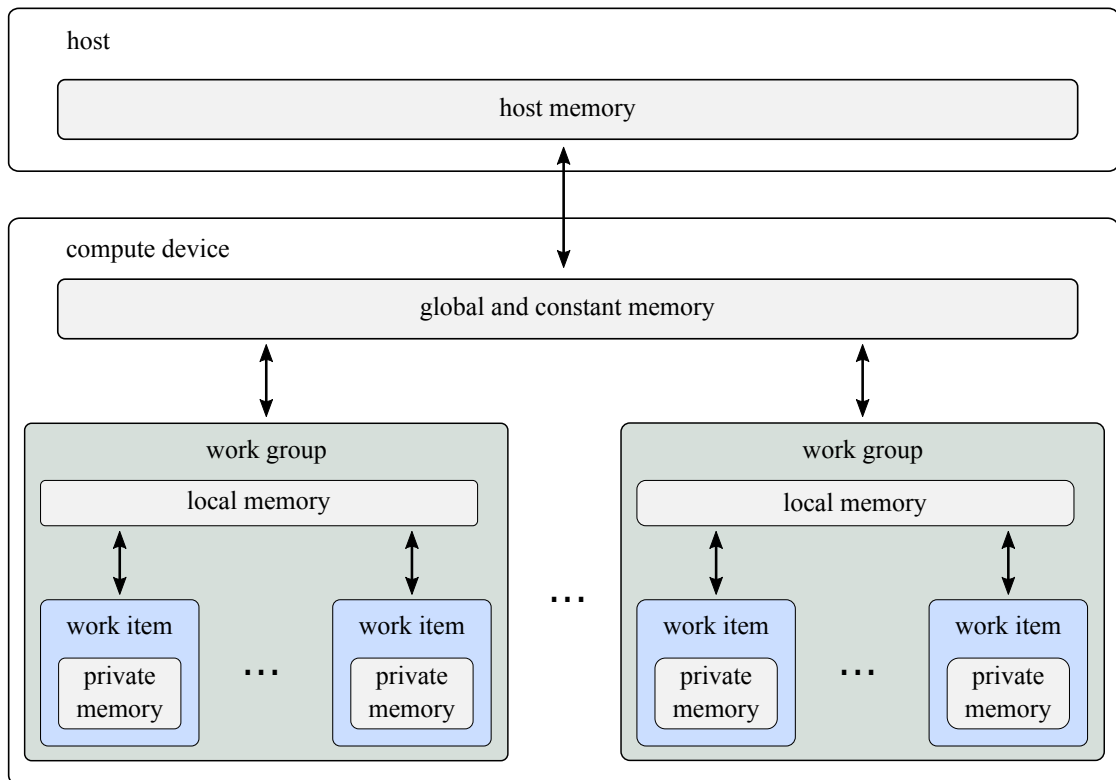 host
host memory
compute device
global and constant memory
work group
local memory
work item
private
memory
...
work item
private
memory
...
work group
local memory
work item
private
memory
...
work item
private
memory